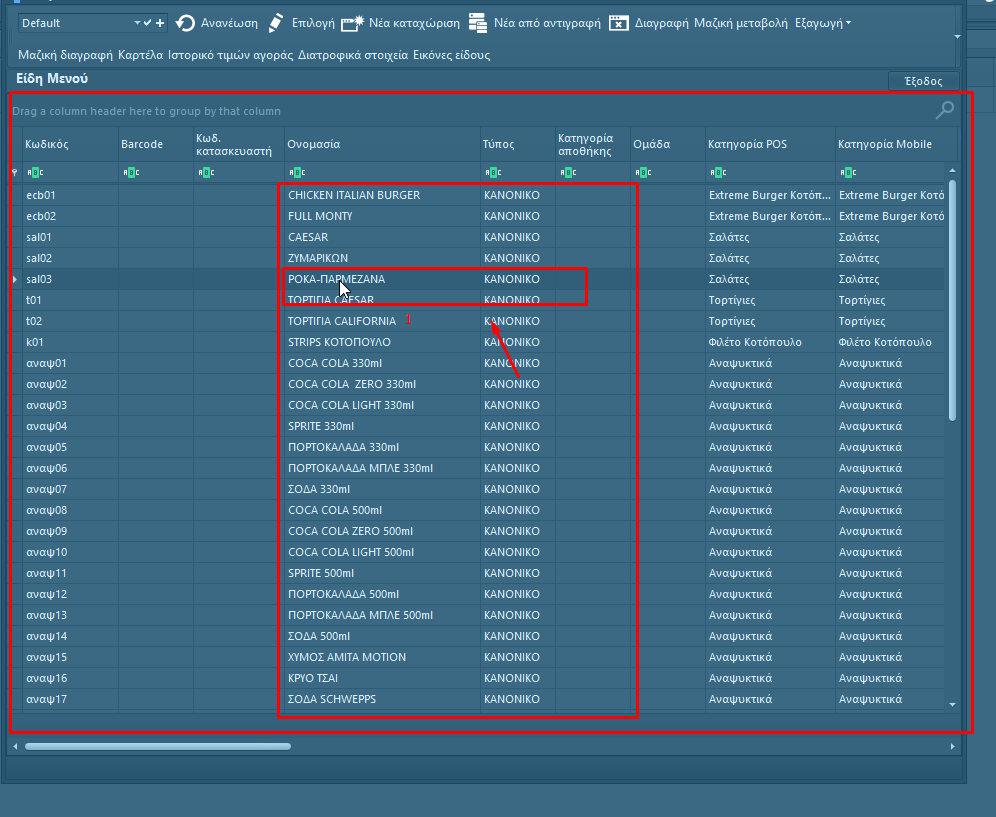 Default Ανανέωση Επιλογή Νέα καταχώριση Νέα από αντιγραφή Διαγραφή Μαζική μεταβολή Εξαγωγή
Μαζική διαγραφή Καρτέλα Ιστορικό τιμών αγοράς Διατροφικά στοιχεία Εικόνες είδους
Είδη Μενού Έξοδος
Drag a column header here to group by that column
Κωδικός Barcode Κωδ. κατασκευαστή Ονομασία Τύπος Κατηγορία αποθήκης Ομάδα Κατηγορία POS Κατηγορία Mobile
ecb01 CHICKEN ITALIAN BURGER ΚΑΝΟΝΙΚΟ Extreme Burger Κοτόπ... Extreme Burger Κοτό
ecb02 FULL MONTY ΚΑΝΟΝΙΚΟ Extreme Burger Κοτόπ... Extreme Burger Κοτό
sal01 CAESAR ΚΑΝΟΝΙΚΟ Σαλάτες Σαλάτες
sal02 ΖΥΜΑΡΙΚΩΝ ΚΑΝΟΝΙΚΟ Σαλάτες Σαλάτες
sal03 ΡΟΚΑ-ΠΑΡΜΕΖΑΝΑ ΚΑΝΟΝΙΚΟ Σαλάτες Σαλάτες
t01 ΤΟΡΤΙΓΙΑ CAESAR ΚΑΝΟΝΙΚΟ Τορτίγιες Τορτίγιες
t02 ΤΟΡΤΙΓΙΑ CALIFORNIA 1 ΚΑΝΟΝΙΚΟ Τορτίγιες Τορτίγιες
k01 STRIPS ΚΟΤΟΠΟΥΛΟ ΚΑΝΟΝΙΚΟ Φιλέτο Κοτόπουλο Φιλέτο Κοτόπουλο
αναψ01 COCA COLA 330ml ΚΑΝΟΝΙΚΟ Αναψυκτικά Αναψυκτικά
αναψ02 COCA COLA  ZERO 330ml ΚΑΝΟΝΙΚΟ Αναψυκτικά Αναψυκτικά
αναψ03 COCA COLA LIGHT 330ml ΚΑΝΟΝΙΚΟ Αναψυκτικά Αναψυκτικά
αναψ04 SPRITE 330ml ΚΑΝΟΝΙΚΟ Αναψυκτικά Αναψυκτικά
αναψ05 ΠΟΡΤΟΚΑΛΑΔΑ 330ml ΚΑΝΟΝΙΚΟ Αναψυκτικά Αναψυκτικά
αναψ06 ΠΟΡΤΟΚΑΛΑΔΑ ΜΠΛΕ 330ml ΚΑΝΟΝΙΚΟ Αναψυκτικά Αναψυκτικά
αναψ07 ΣΟΔΑ 330ml ΚΑΝΟΝΙΚΟ Αναψυκτικά Αναψυκτικά
αναψ08 COCA COLA 500ml ΚΑΝΟΝΙΚΟ Αναψυκτικά Αναψυκτικά
αναψ09 COCA COLA ZERO 500ml ΚΑΝΟΝΙΚΟ Αναψυκτικά Αναψυκτικά
αναψ10 COCA COLA LIGHT 500ml ΚΑΝΟΝΙΚΟ Αναψυκτικά Αναψυκτικά
αναψ11 SPRITE 500ml ΚΑΝΟΝΙΚΟ Αναψυκτικά Αναψυκτικά
αναψ12 ΠΟΡΤΟΚΑΛΑΔΑ 500ml ΚΑΝΟΝΙΚΟ Αναψυκτικά Αναψυκτικά
αναψ13 ΠΟΡΤΟΚΑΛΑΔΑ ΜΠΛΕ 500ml ΚΑΝΟΝΙΚΟ Αναψυκτικά Αναψυκτικά
αναψ14 ΣΟΔΑ 500ml ΚΑΝΟΝΙΚΟ Αναψυκτικά Αναψυκτικά
αναψ15 ΧΥΜΟΣ AMITA MOTION ΚΑΝΟΝΙΚΟ Αναψυκτικά Αναψυκτικά
αναψ16 ΚΡΥΟ ΤΣΑΙ ΚΑΝΟΝΙΚΟ Αναψυκτικά Αναψυκτικά
αναψ17 ΣΟΔΑ SCHWEPPS ΚΑΝΟΝΙΚΟ Αναψυκτικά Αναψυκτικά